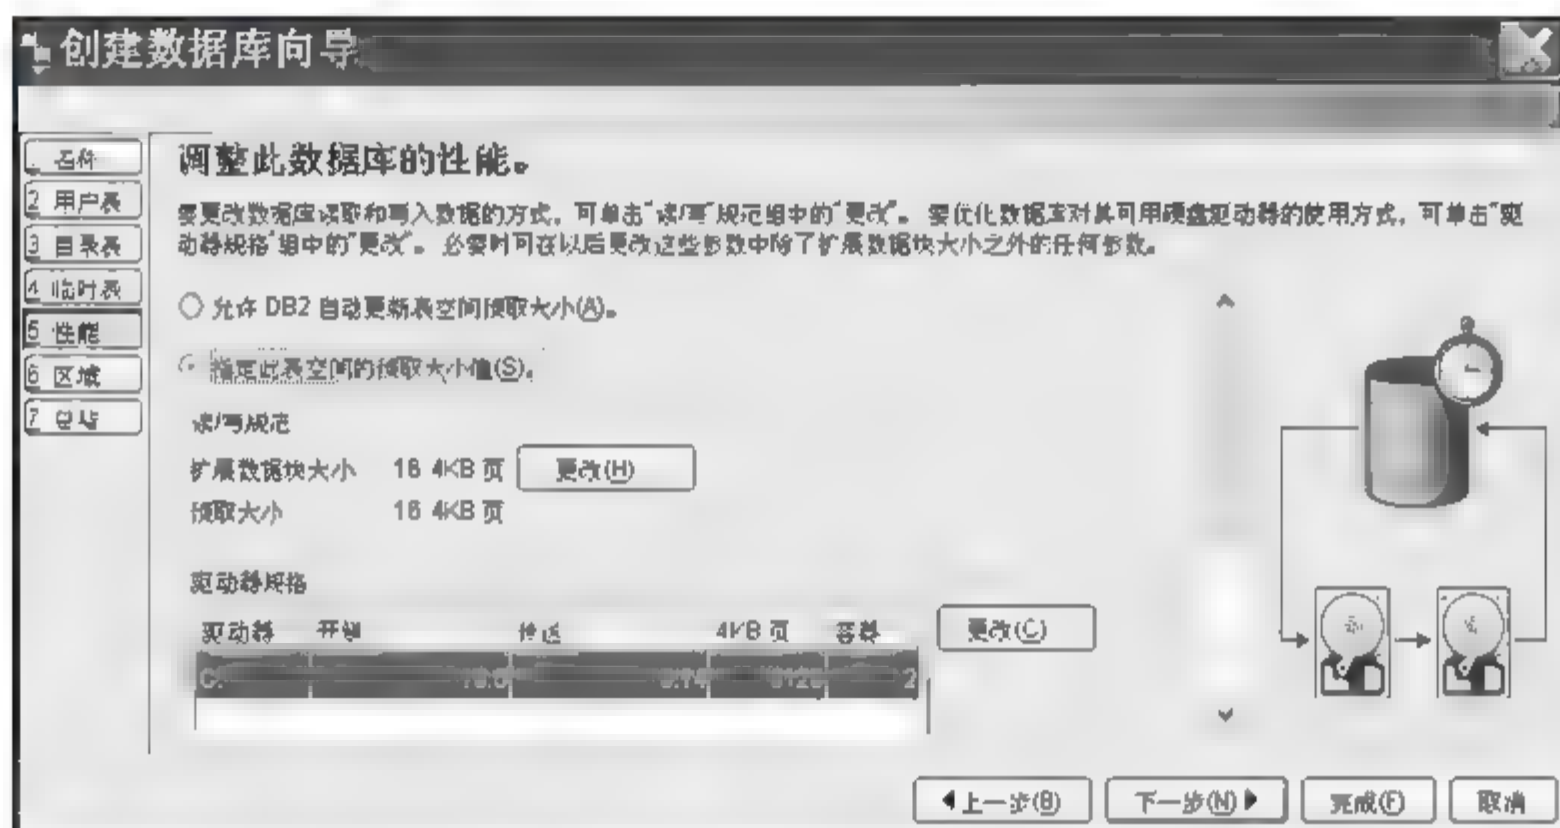 创建数据库向导
名称
2 用户表
3 目录表
4 临时表
5 性能
6 区域
7 总结
调整此数据库的性能。
要更改数据库读取和写入数据的方式，可单击“读/写”规范组中的“更改”。 要优化数据库对其可用硬盘驱动器的使用方式，可单击“驱
动器规格”组中的“更改”。 必要时可在以后更改这些参数中除了扩展数据块大小之外的任何参数。
允许 DB2 自动更新表空间预取大小(A)。
指定此表空间的预取大小值(S)。
读/写规范
扩展数据块大小 16 4KB 页 更改(H)
预取大小 16 4KB 页
驱动器规格
驱动器 开销 传送 4KB 页 容器 更改(C)
C: 2
上一步(B) 下一步(N) 完成(F) 取消